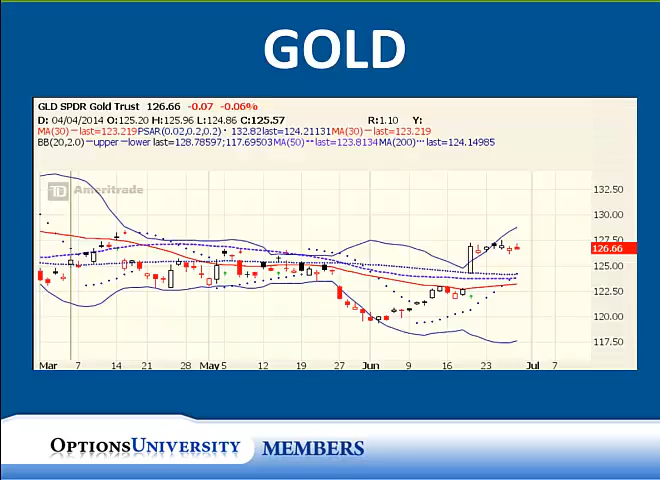 GOLD
GLD SPDR Gold Trust 126.66 -0.07 -0.06%
D: 04/04/2014 O:125.20 H:125.96 L:124.86 C:125.57 R:1.10 Y:
MA(30) —last=123.219 PSAR(0.02,0.2,0.2) · 132.82last=124.21131 MA(30) —last=123.219
BB(20,2.0) —upper —lower last=128.78597;117.69503 MA(50) ··last=123.8134 MA(200)··· last=124.14985
TD Ameritrade
132.50
130.00
127.50
126.66
125.00
122.50
120.00
117.50
Mar 7 14 21 28 May 5 12 19 27 Jun 9 16 23 Jul 7
OPTIONSUNIVERSITY MEMBERS